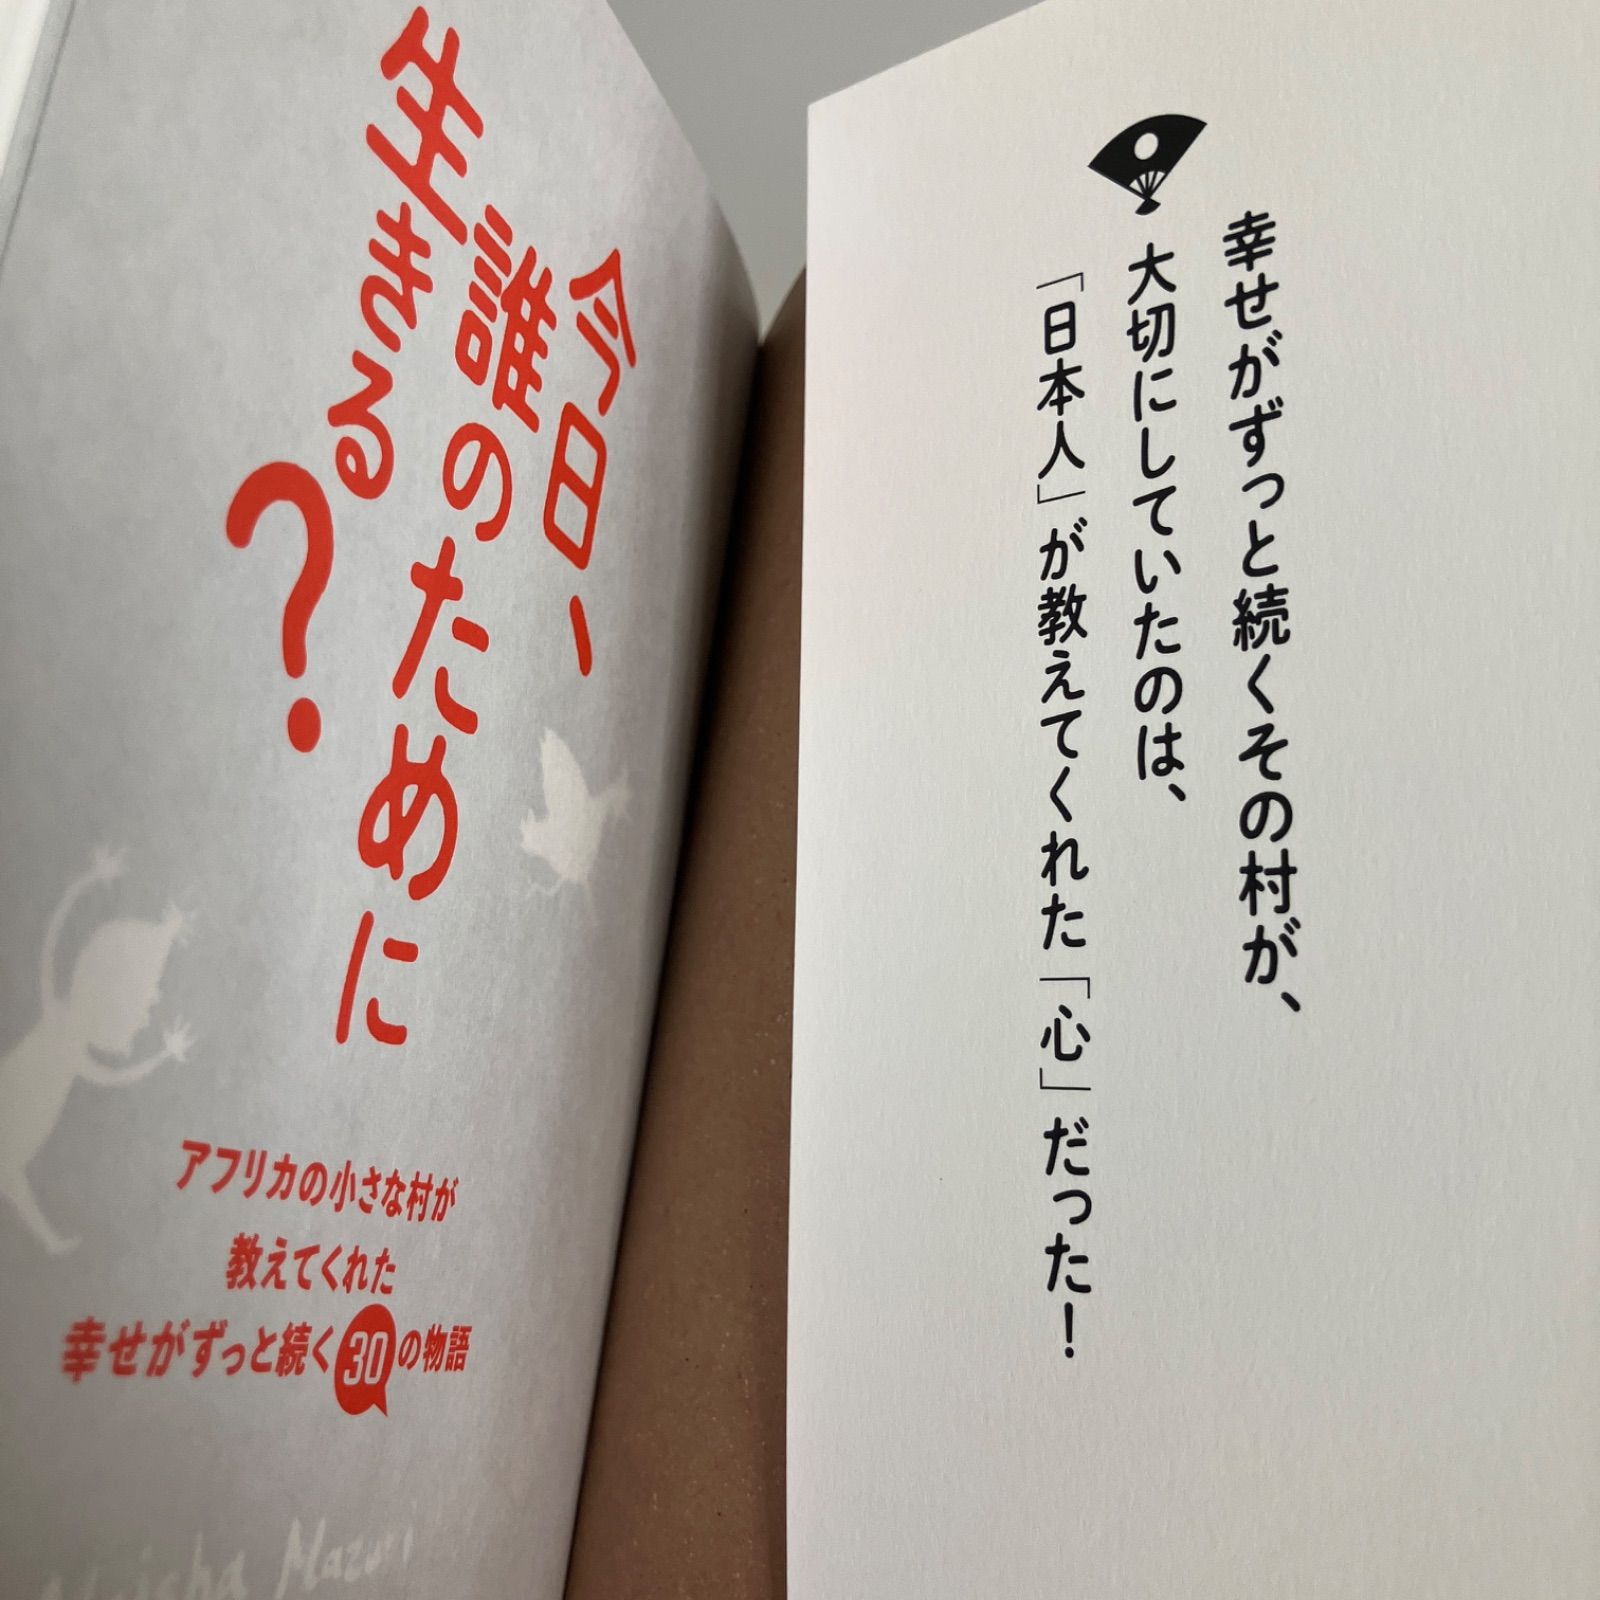 今日、
誰のために
生きる
？
アフリカの小さな村が
教えてくれた
幸せがずっと続く30の物語
Maisha Mazuri
幸せがずっと続くその村が、
大切にしていたのは、
「日本人」が教えてくれた「心」だった！